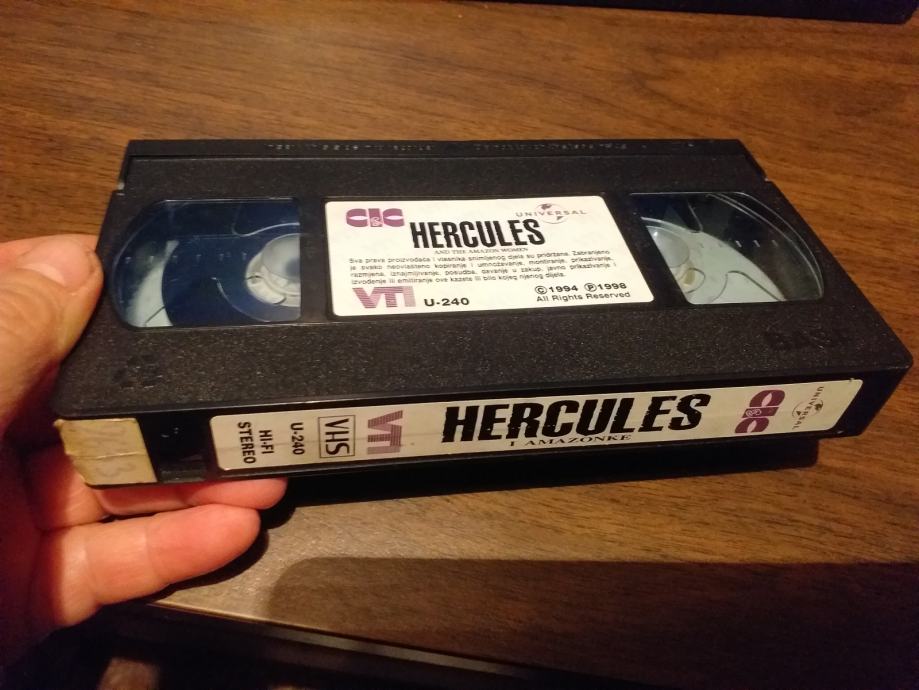 CIC
UNIVERSAL
HERCULES
AND THE AMAZON WOMEN
Sva prava proizvođača i vlasnika snimljenog djela su pridržana. Zabranjeno
je svako neovlašteno kopiranje i umnožavanje, montiranje, prikazivanje,
razmjena, iznajmljivanje, posudba, davanje u zakup, javno prikazivanje i
izvođenje ili emitiranje ove kazete ili bilo kojeg njenog dijela.
VTI U-240
©1994 ℗1998
All Rights Reserved
BASF
HI-FI
STEREO
U-240
VHS
VTI
HERCULES
I AMAZONKE
CIC
UNIVERSAL